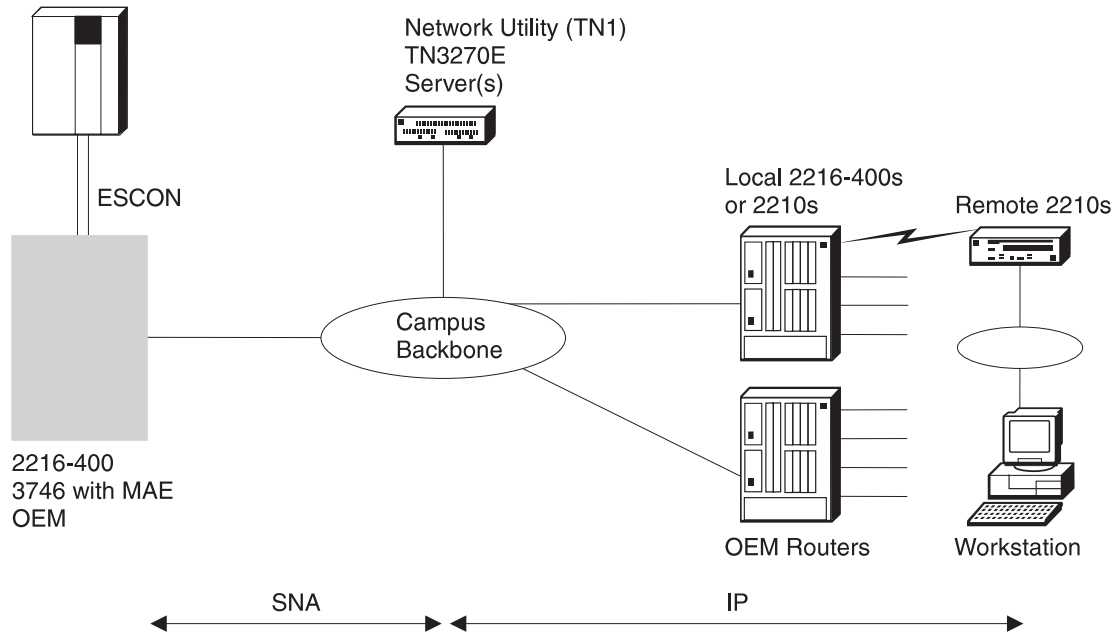 Network Utility (TN1)
TN3270E
Server(s)
ESCON
Local 2216-400s
or 2210s
Remote 2210s
Campus
Backbone
2216-400
3746 with MAE
OEM
OEM Routers
Workstation
SNA
IP